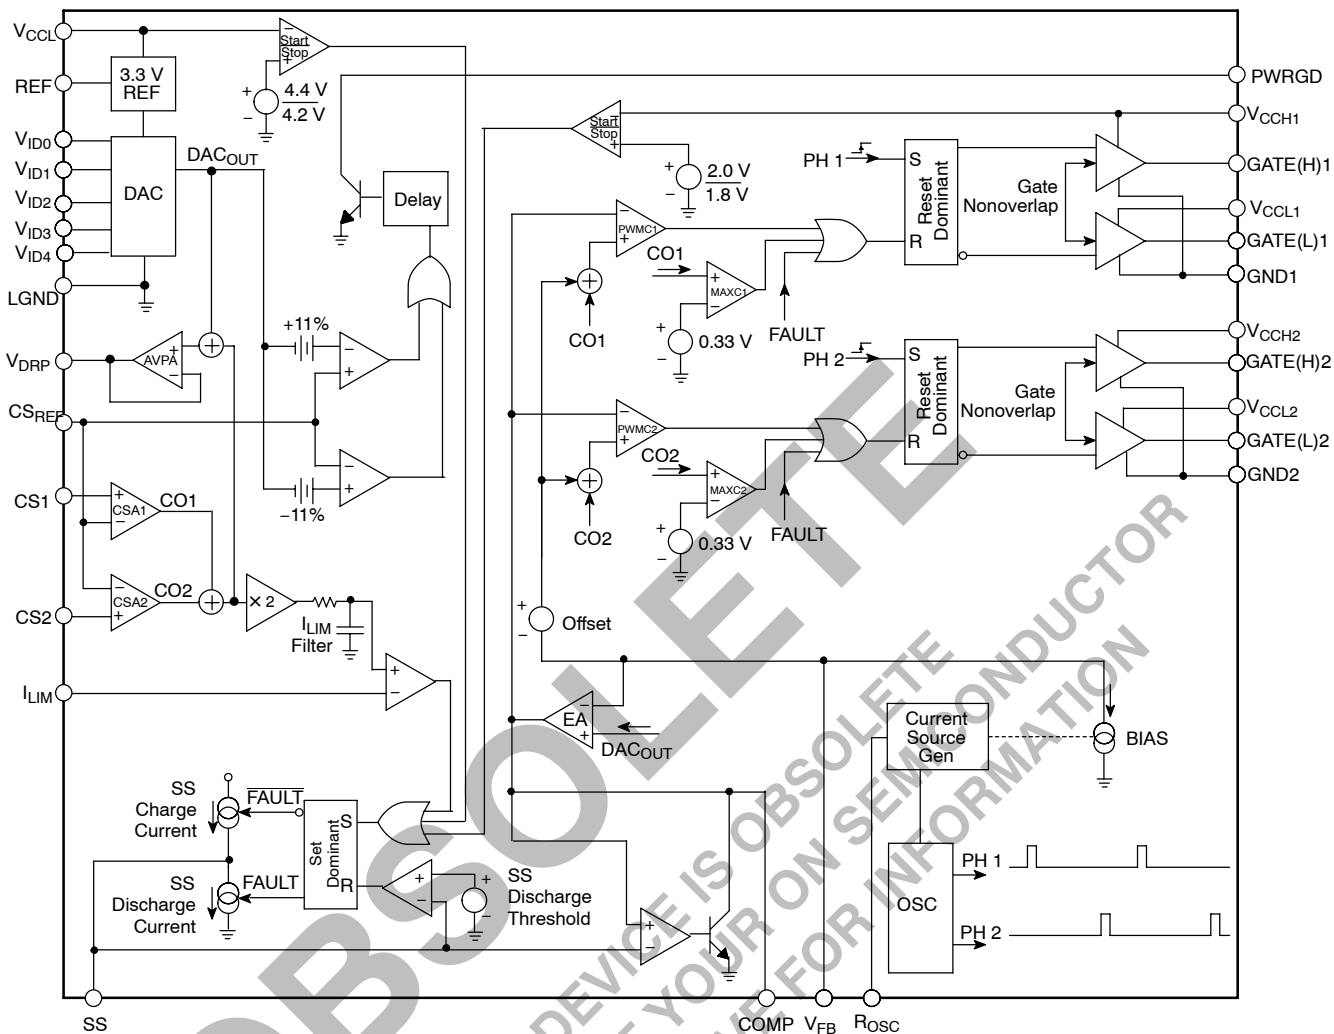 VCCL
REF
VID0
VID1
VID2
VID3
VID4
LGND
VDRP
CSREF
CS1
CS2
ILIM
3.3 V
REF
DAC
DACOUT
−
Start
Stop
+
+
−
4.4 V
4.2 V
Delay
+11%
−
+
−
+
−11%
AVPA
+
−
+
CSA1
+
−
CO1
CSA2
−
+
CO2
+
× 2
ILIM
Filter
+
−
SS
Charge
Current
FAULT
SS
Discharge
Current
FAULT
Set
Dominant
S
R
+
−
+
−
SS
Discharge
Threshold
+
−
Start
Stop
−
+
+
−
2.0 V
1.8 V
PWMC1
−
+
+
CO1
CO1
MAXC1
+
−
+
−
0.33 V
FAULT
PH 1
S
R
Reset
Dominant
Gate
Nonoverlap
PWMC2
−
+
+
CO2
CO2
MAXC2
+
−
+
−
0.33 V
FAULT
PH 2
S
R
Reset
Dominant
Gate
Nonoverlap
+
−
Offset
EA
−
+
DACOUT
Current
Source
Gen
BIAS
OSC
PH 1
PH 2
PWRGD
VCCH1
GATE(H)1
VCCL1
GATE(L)1
GND1
VCCH2
GATE(H)2
VCCL2
GATE(L)2
GND2
SS
COMP
VFB
ROSC
OBSOLETE
DEVICE IS OBSOLETE
YOUR ON SEMICONDUCTOR
FOR INFORMATION